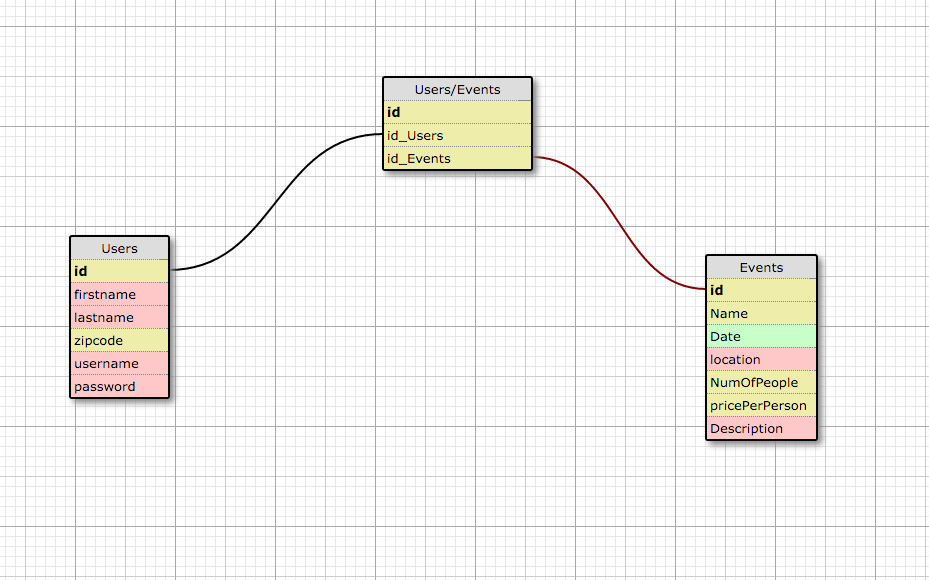 Users/Events
id
id_Users
id_Events
Users
id
firstname
lastname
zipcode
username
password
Events
id
Name
Date
location
NumOfPeople
pricePerPerson
Description